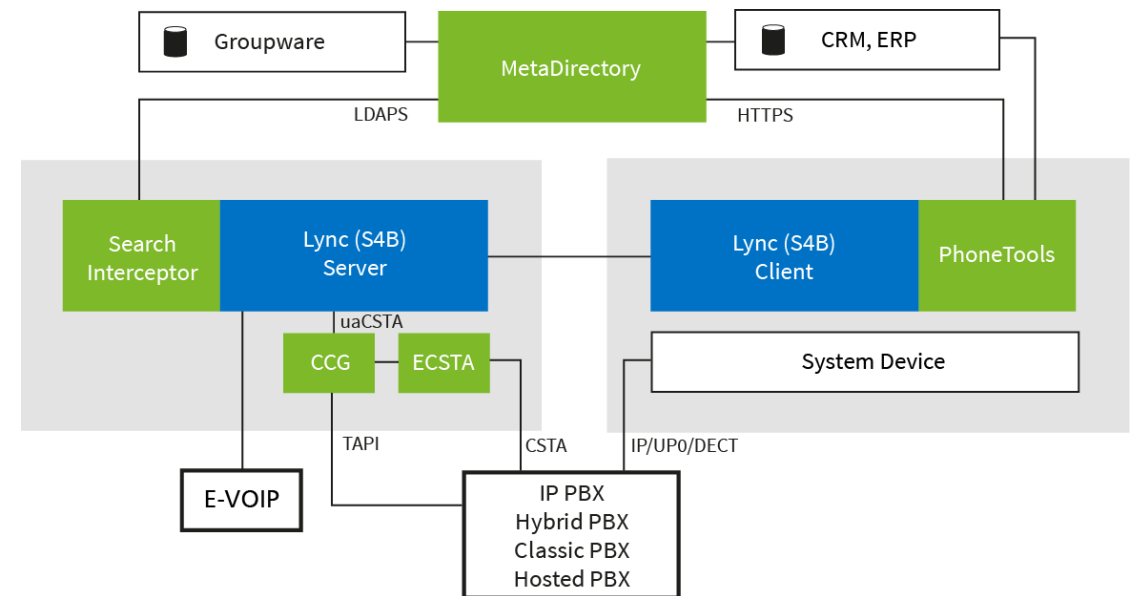 Groupware
MetaDirectory
CRM, ERP
LDAPS
HTTPS
Search
Interceptor
Lync (S4B)
Server
Lync (S4B)
Client
PhoneTools
uaCSTA
CCG
ECSTA
System Device
TAPI
CSTA
IP/UP0/DECT
E-VOIP
IP PBX
Hybrid PBX
Classic PBX
Hosted PBX